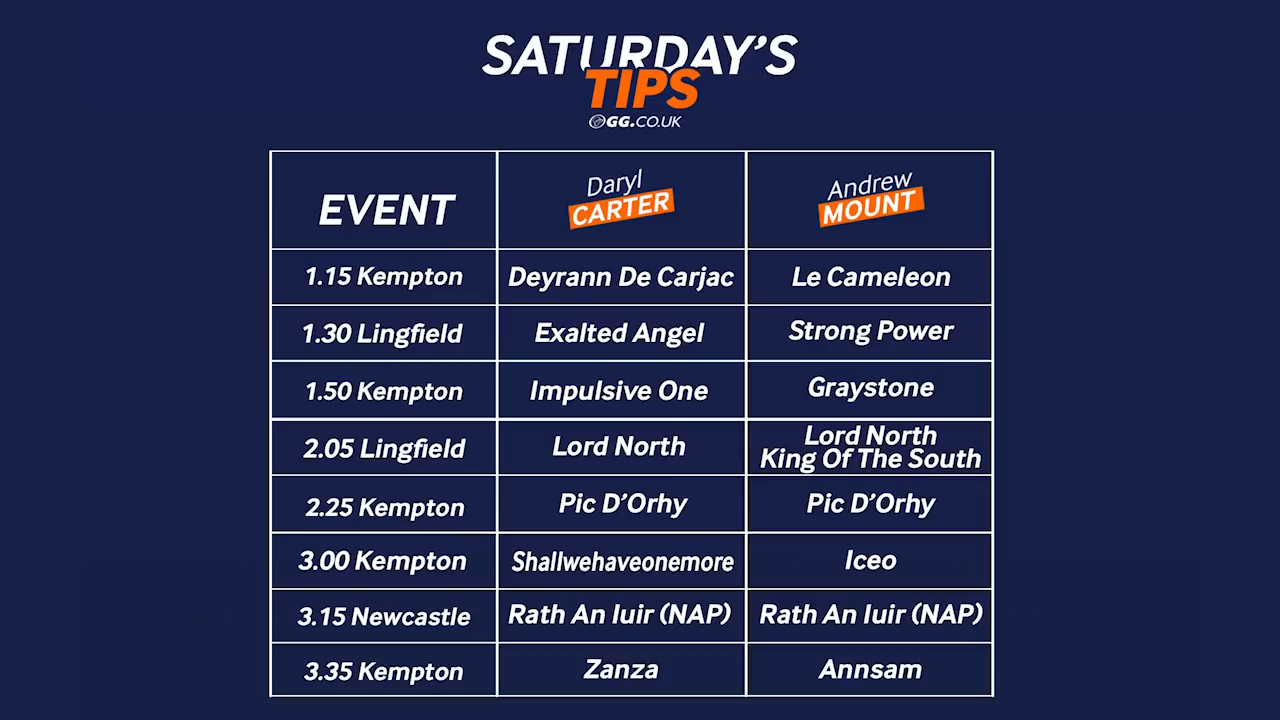 SATURDAY'S
TIPS
GG.CO.UK
EVENT
Daryl
CARTER
Andrew
MOUNT
1.15 Kempton
Deyrann De Carjac
Le Cameleon
1.30 Lingfield
Exalted Angel
Strong Power
1.50 Kempton
Impulsive One
Graystone
2.05 Lingfield
Lord North
Lord North
King Of The South
2.25 Kempton
Pic D'Orhy
Pic D'Orhy
3.00 Kempton
Shallwehaveonemore
Iceo
3.15 Newcastle
Rath An Iuir (NAP)
Rath An Iuir (NAP)
3.35 Kempton
Zanza
Annsam